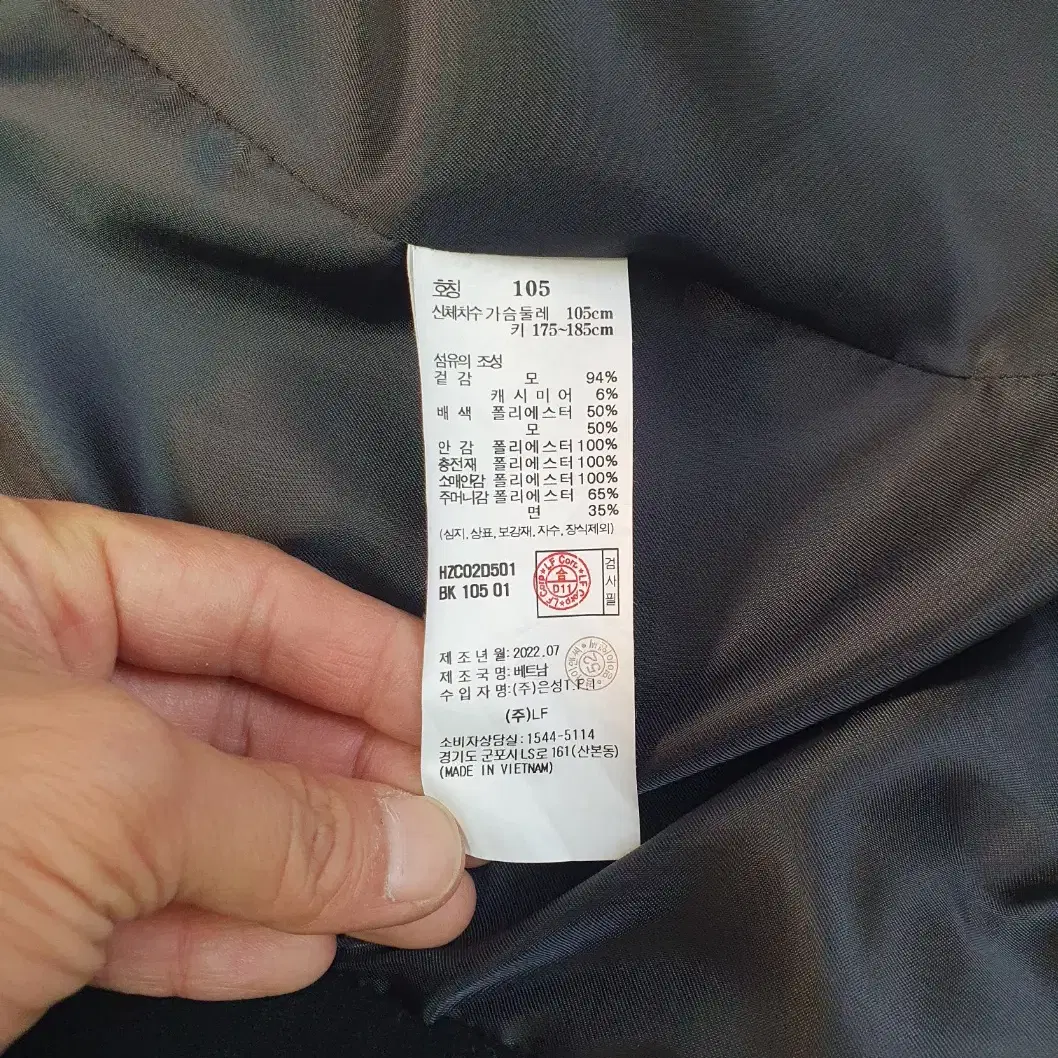 호칭 105
신체치수 가슴둘레 105cm
키 175~185cm
섬유의 조성
겉감 모 94%
캐시미어 6%
배색 폴리에스터 50%
모 50%
안감 폴리에스터 100%
충전재 폴리에스터 100%
소매안감 폴리에스터 100%
주머니감 폴리에스터 65%
면 35%
(심지, 상표, 보강재, 자수, 장식제외)
HZC02D501
BK 105 01
LF Corp LF Corp
合
D11
검사필
제조년월:2022.07
제조국명:베트남
수입자명:(주)은성T.P.I
52
(주)LF
소비자상담실:1544-5114
경기도 군포시 LS로 161(산본동)
(MADE IN VIETNAM)